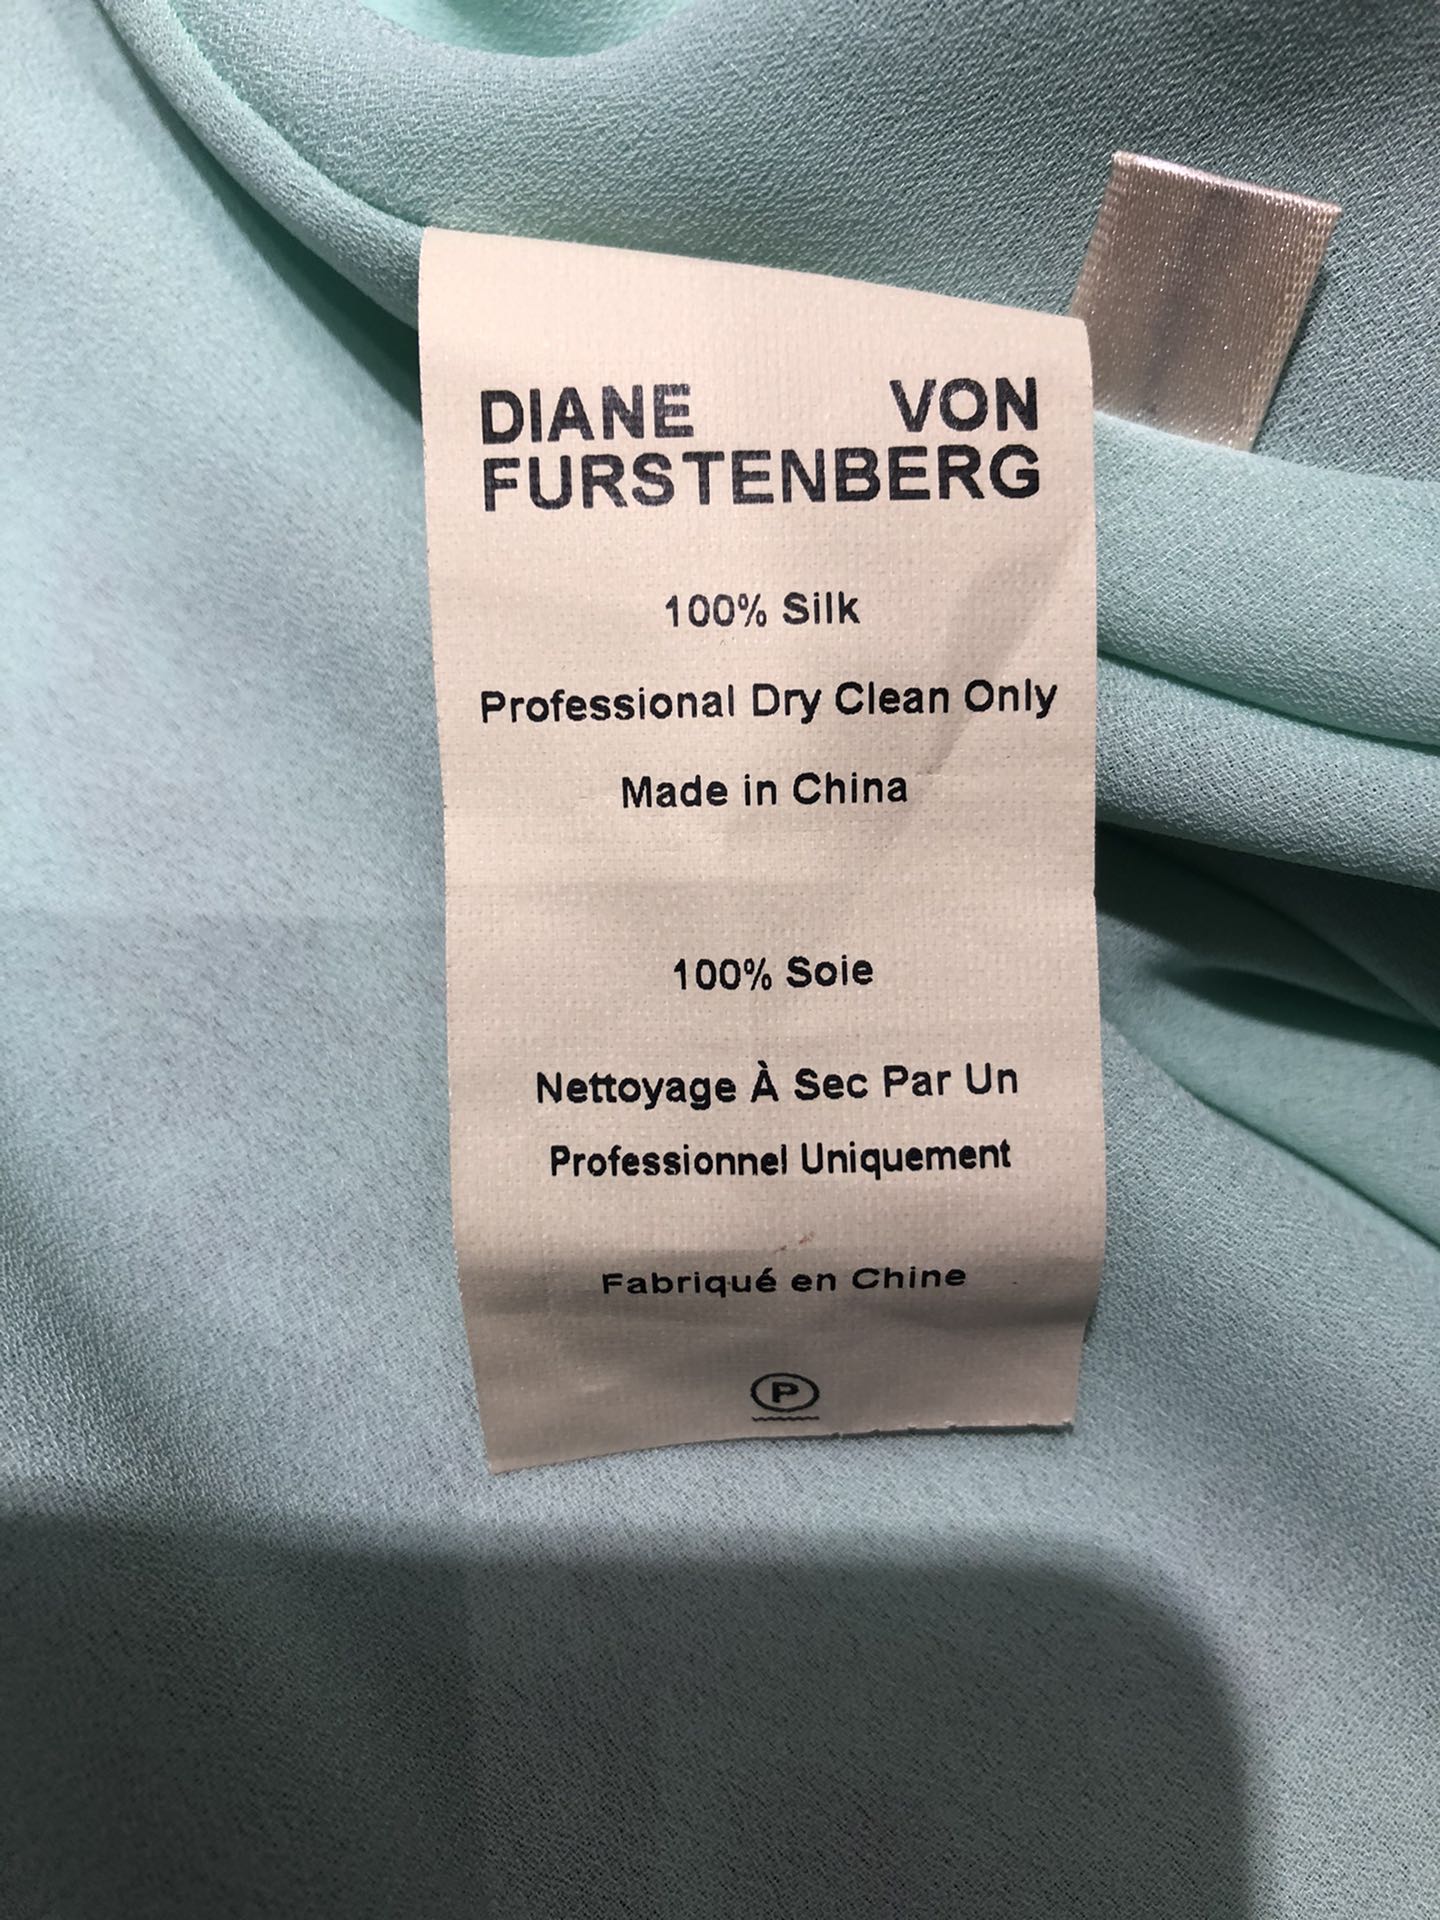 DIANE VON
FURSTENBERG
100% Silk
Professional Dry Clean Only
Made in China
100% Soie
Nettoyage À Sec Par Un
Professionnel Uniquement
Fabriqué en Chine
P